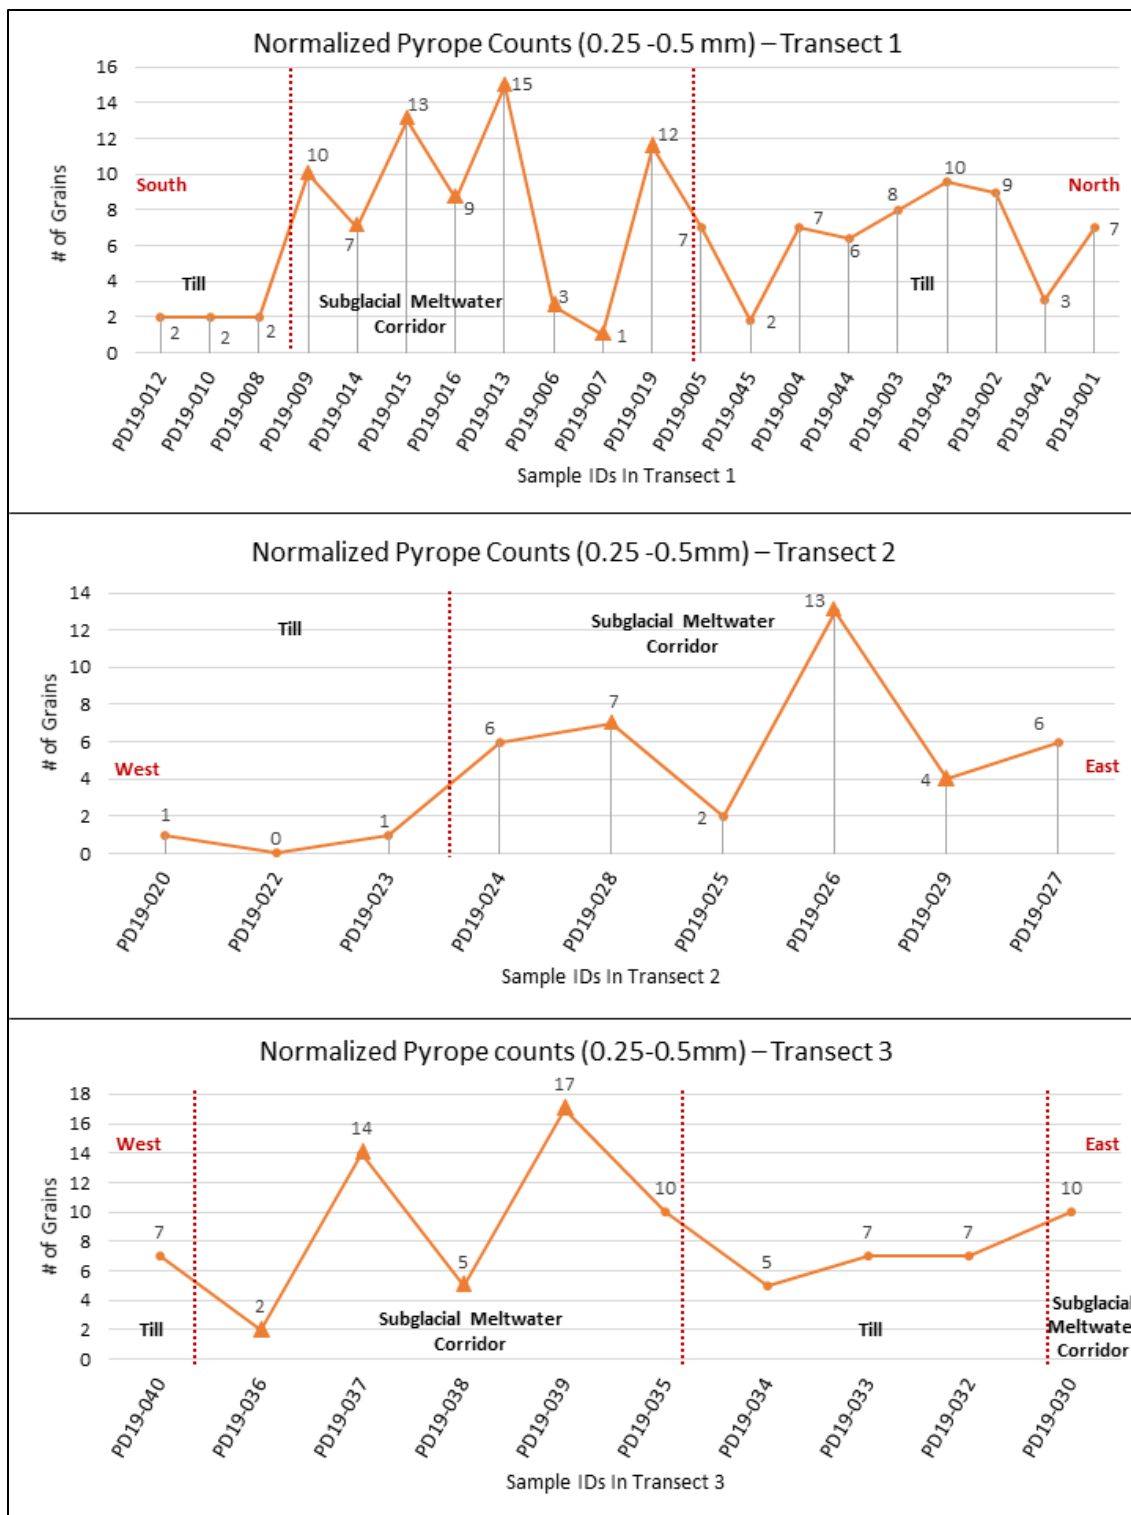 Normalized Pyrope Counts (0.25 -0.5 mm) – Transect 1
16
14
12
10
8
6
4
2
0
# of Grains
South
North
Till
Subglacial Meltwater
Corridor
Till
2
2
2
10
7
13
9
15
3
1
12
7
2
7
6
8
10
9
3
7
PD19-012
PD19-010
PD19-008
PD19-009
PD19-014
PD19-015
PD19-016
PD19-013
PD19-006
PD19-007
PD19-019
PD19-005
PD19-045
PD19-004
PD19-044
PD19-003
PD19-043
PD19-002
PD19-042
PD19-001
Sample IDs In Transect 1
Normalized Pyrope Counts (0.25 -0.5mm) – Transect 2
14
12
10
8
6
4
2
0
# of Grains
Till
Subglacial Meltwater
Corridor
West
East
1
0
1
6
7
2
13
4
6
PD19-020
PD19-022
PD19-023
PD19-024
PD19-028
PD19-025
PD19-026
PD19-029
PD19-027
Sample IDs In Transect 2
Normalized Pyrope counts (0.25-0.5mm) – Transect 3
18
16
14
12
10
8
6
4
2
0
# of Grains
West
East
7
2
14
5
17
10
5
7
7
10
Till
Subglacial Meltwater
Corridor
Till
Subglacial
Meltwater
Corridor
PD19-040
PD19-036
PD19-037
PD19-038
PD19-039
PD19-035
PD19-034
PD19-033
PD19-032
PD19-030
Sample IDs In Transect 3